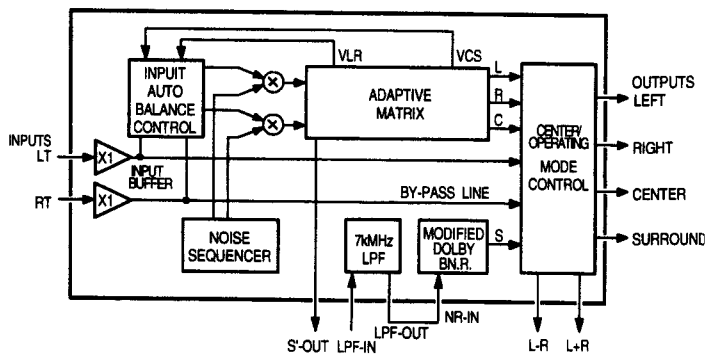 VLR
VCS
L
R
C
INPUIT
AUTO
BALANCE
CONTROL
×
×
ADAPTIVE
MATRIX
CENTER/
OPERATING
MODE
CONTROL
OUTPUTS
LEFT
RIGHT
CENTER
SURROUND
INPUTS
LT
X1
INPUT
BUFFER
RT
X1
BY-PASS LINE
NOISE
SEQUENCER
7kMHz
LPF
MODIFIED
DOLBY
BN.R.
S
S'-OUT
LPF-IN
LPF-OUT
NR-IN
L-R
L+R